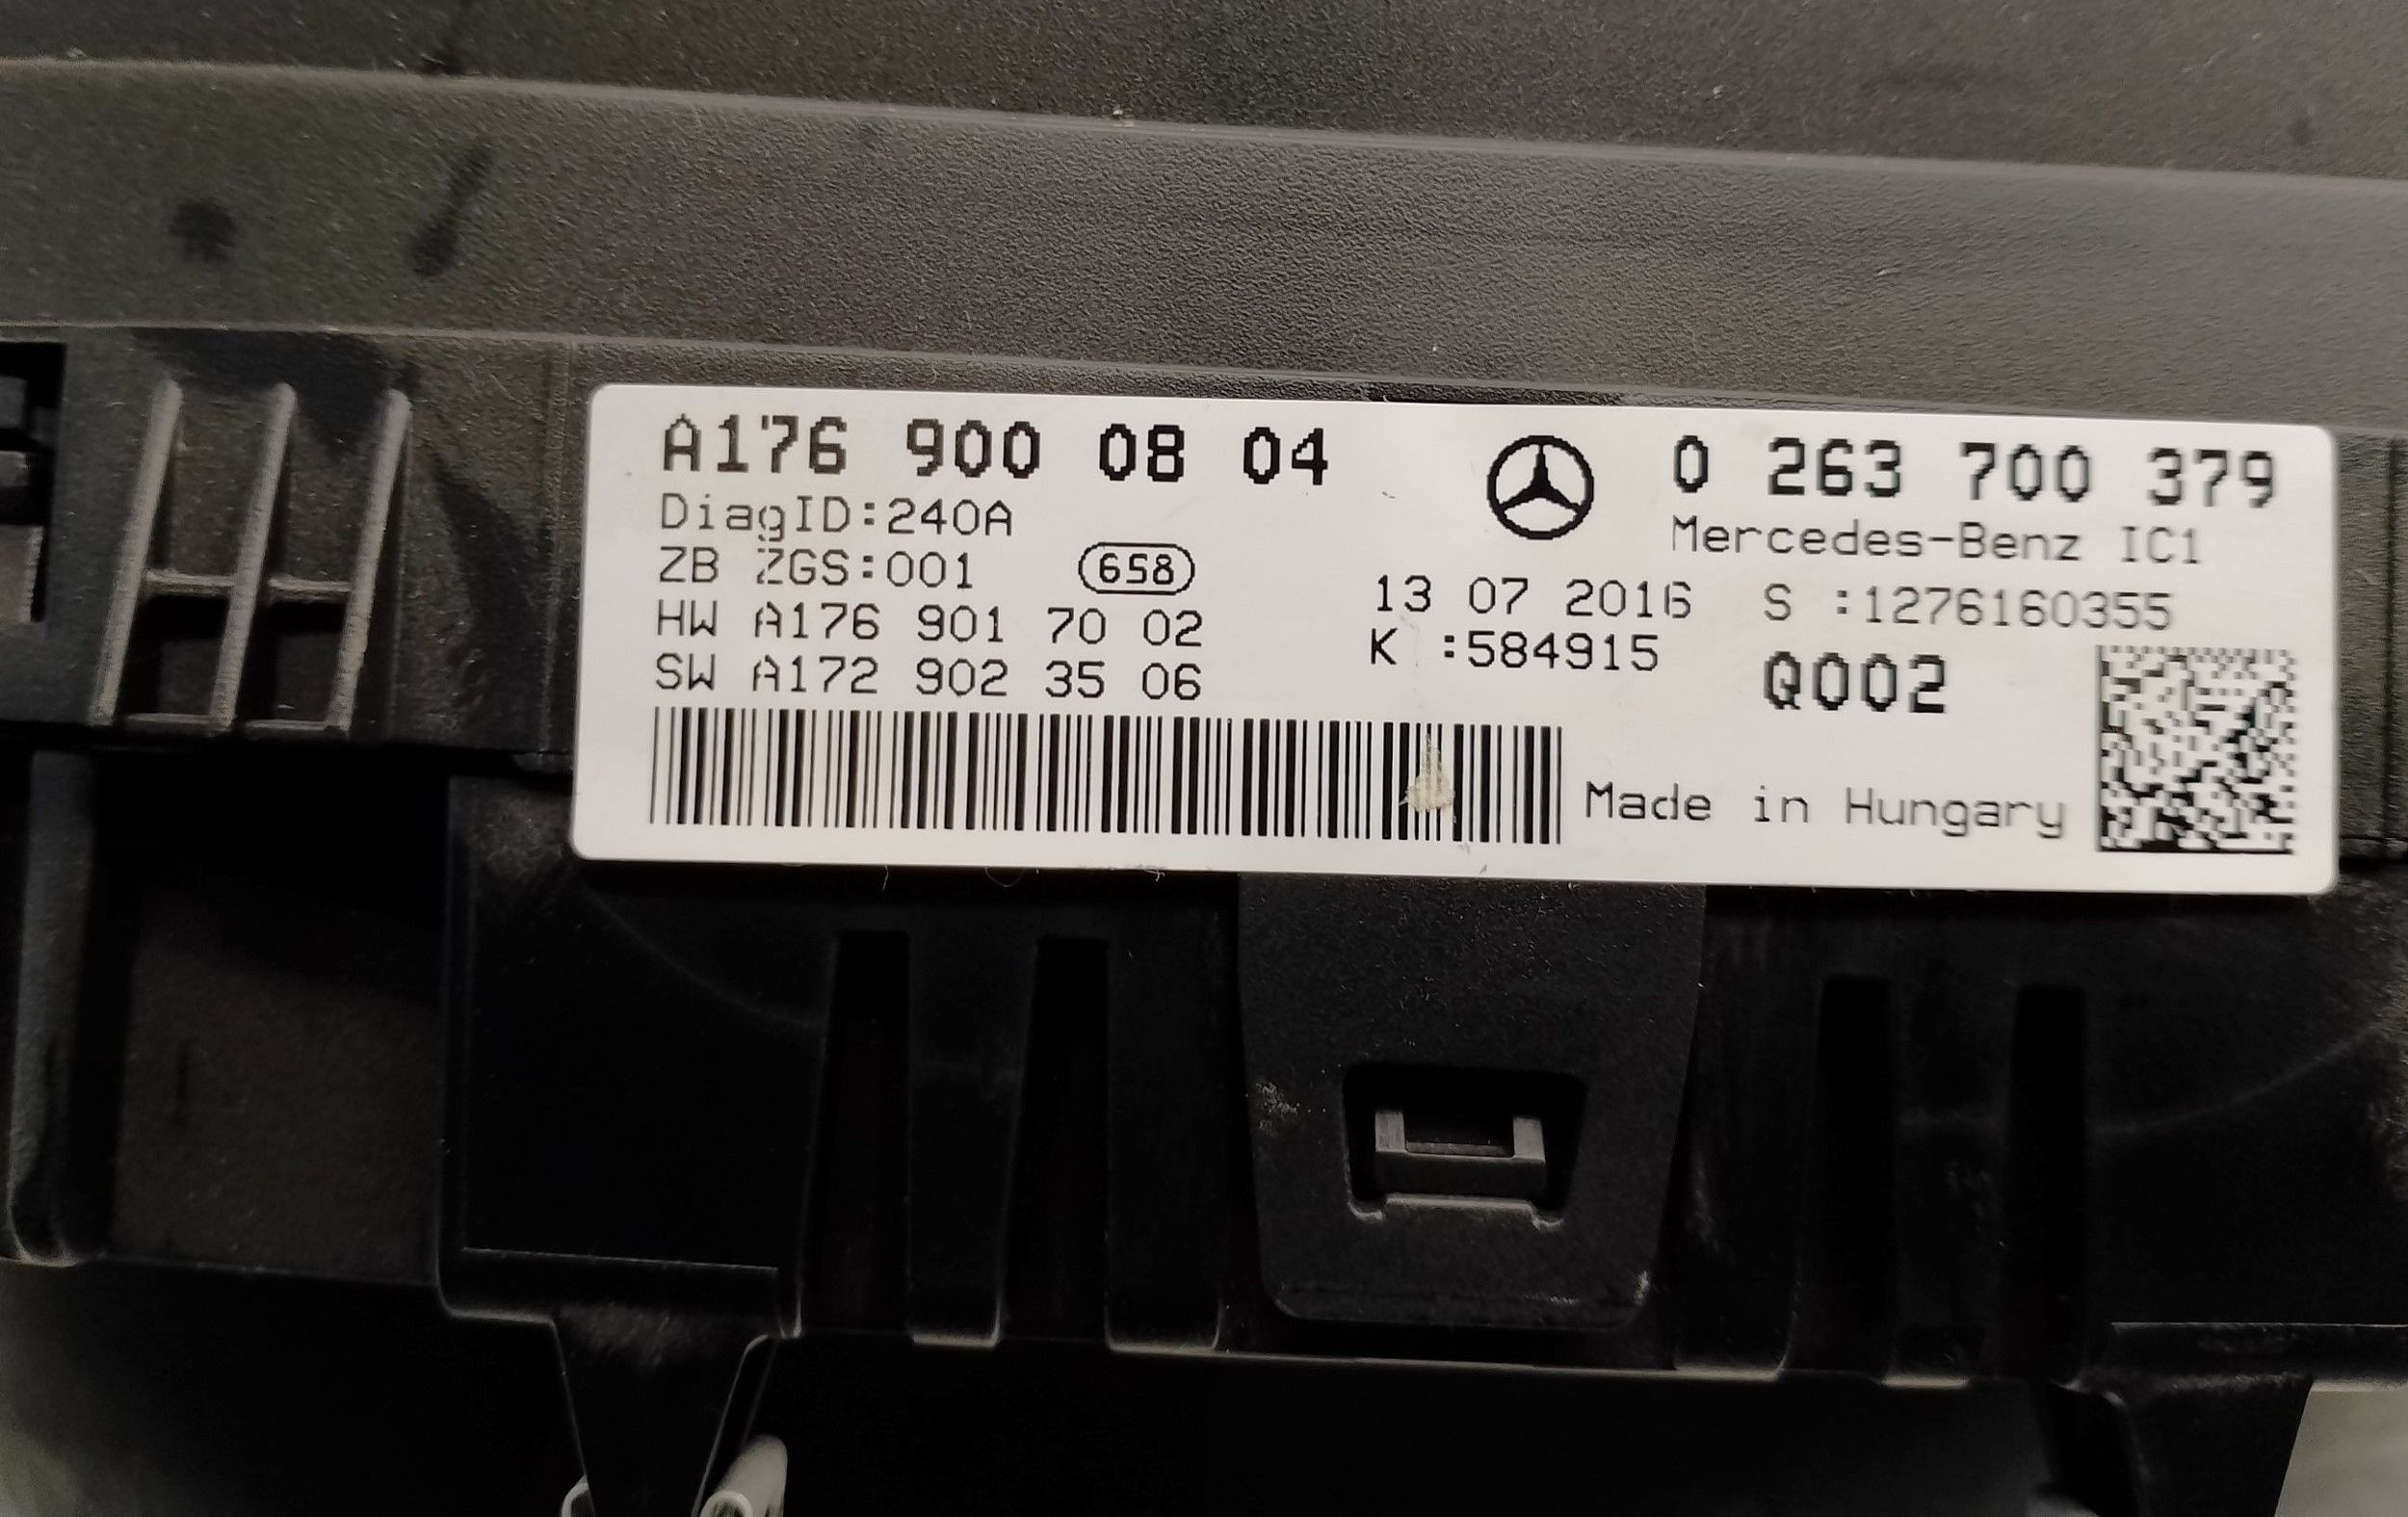 A176 900 08 04
DiagID:240A
ZB ZGS:001 658
HW A176 901 70 02
SW A172 902 35 06
0 263 700 379
Mercedes-Benz IC1
13 07 2016 S :1276160355
K :584915 Q002
Made in Hungary